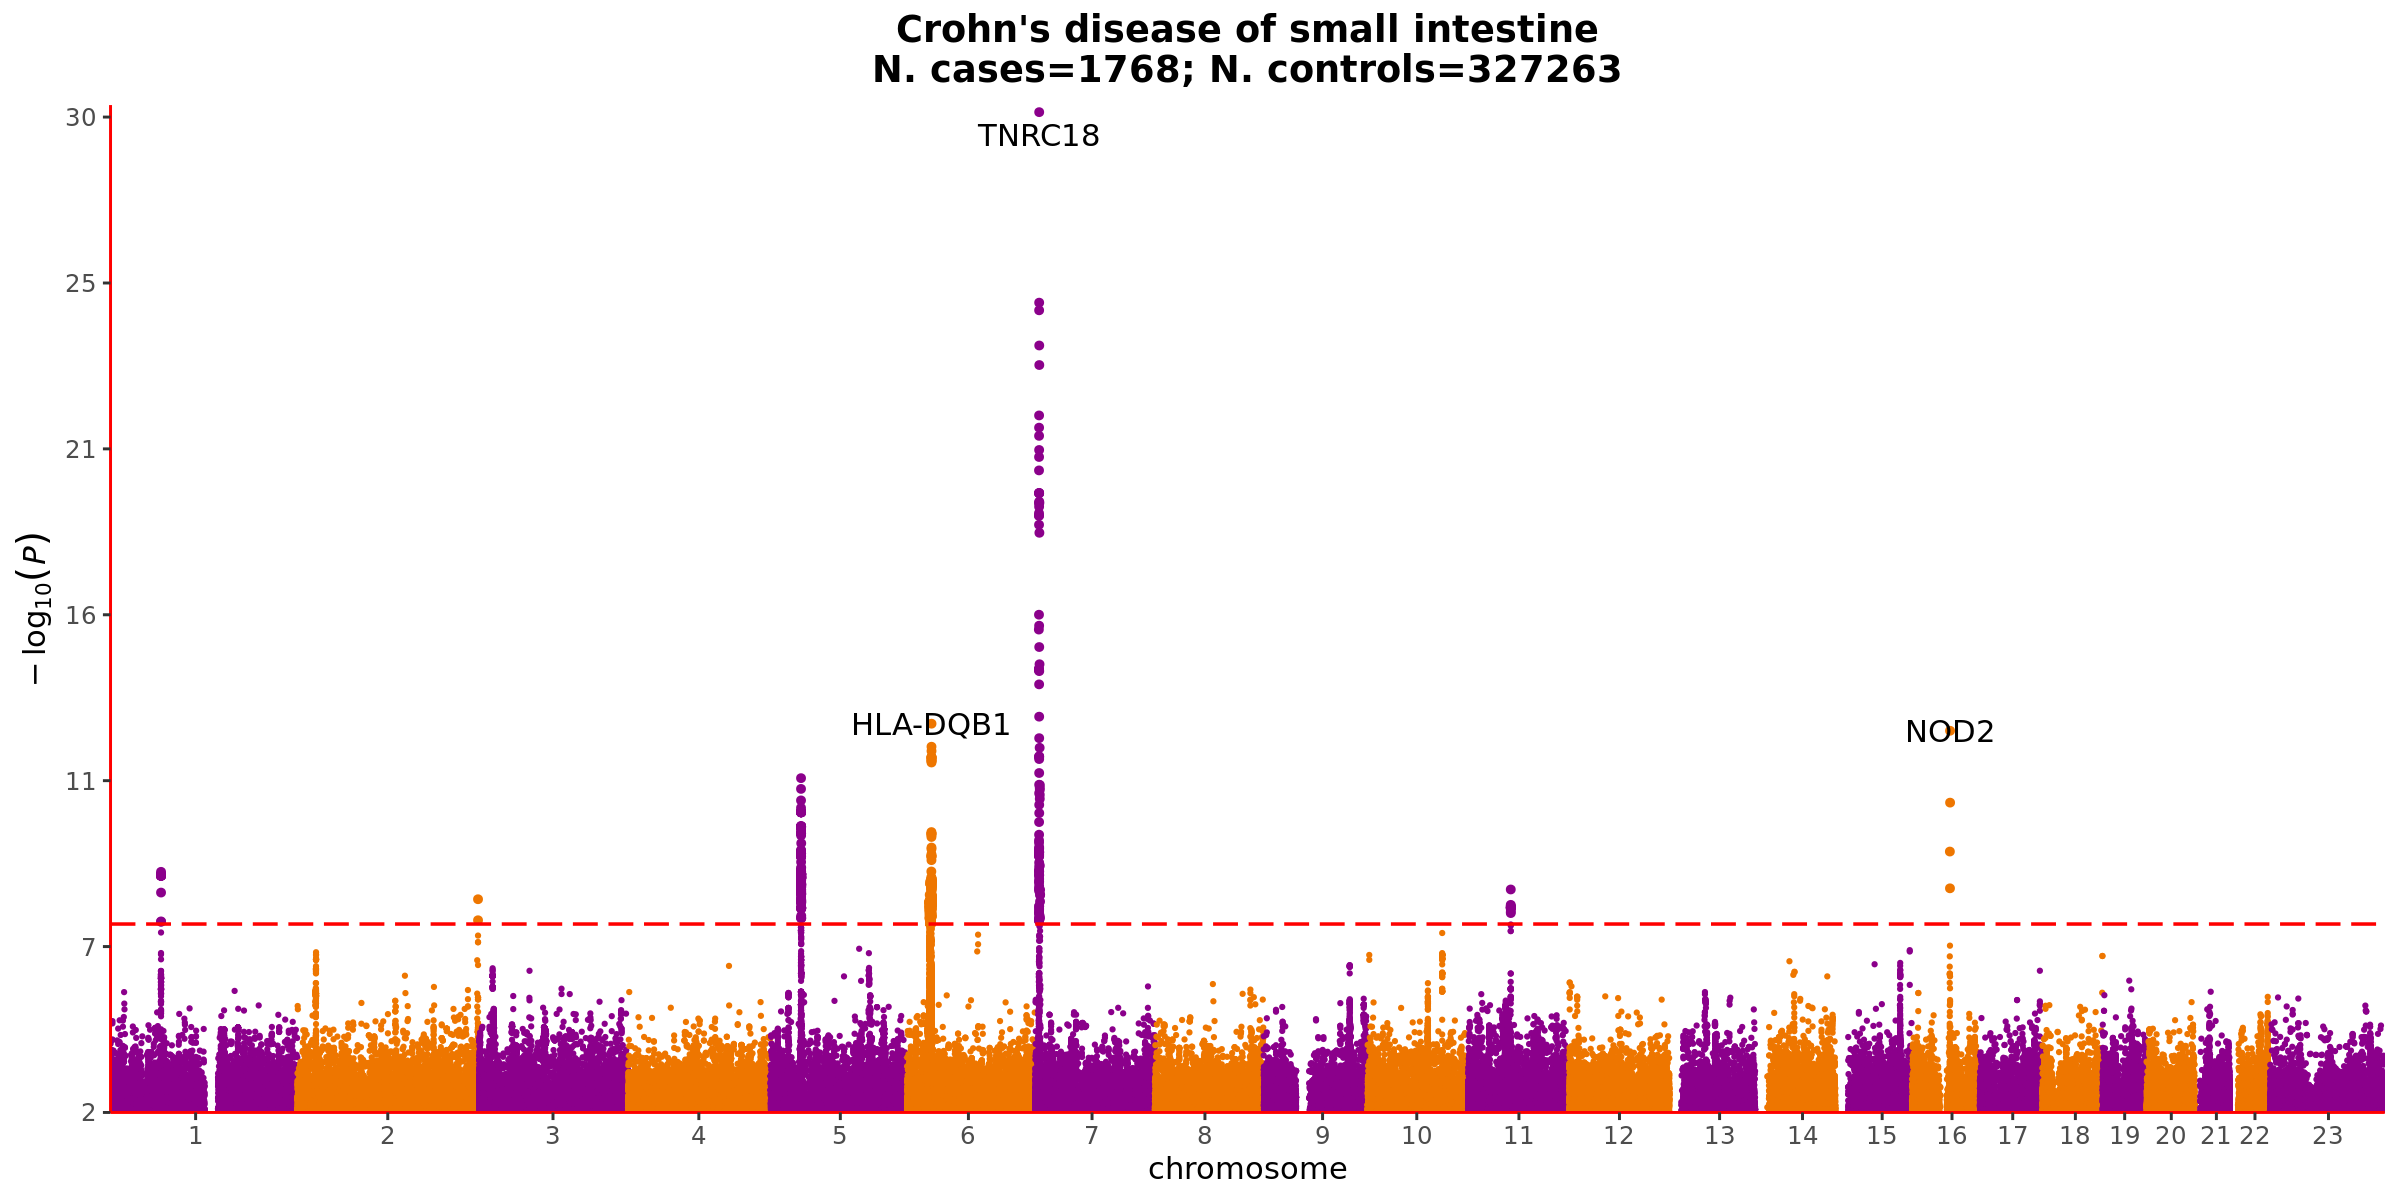 Crohn's disease of small intestine
N. cases=1768; N. controls=327263
30
TNRC18
25
21
− log₁₀(P)
16
HLA-DQB1
NOD2
11
7
2
1 2 3 4 5 6 7 8 9 10 11 12 13 14 15 16 17 18 19 20 21 22 23
chromosome